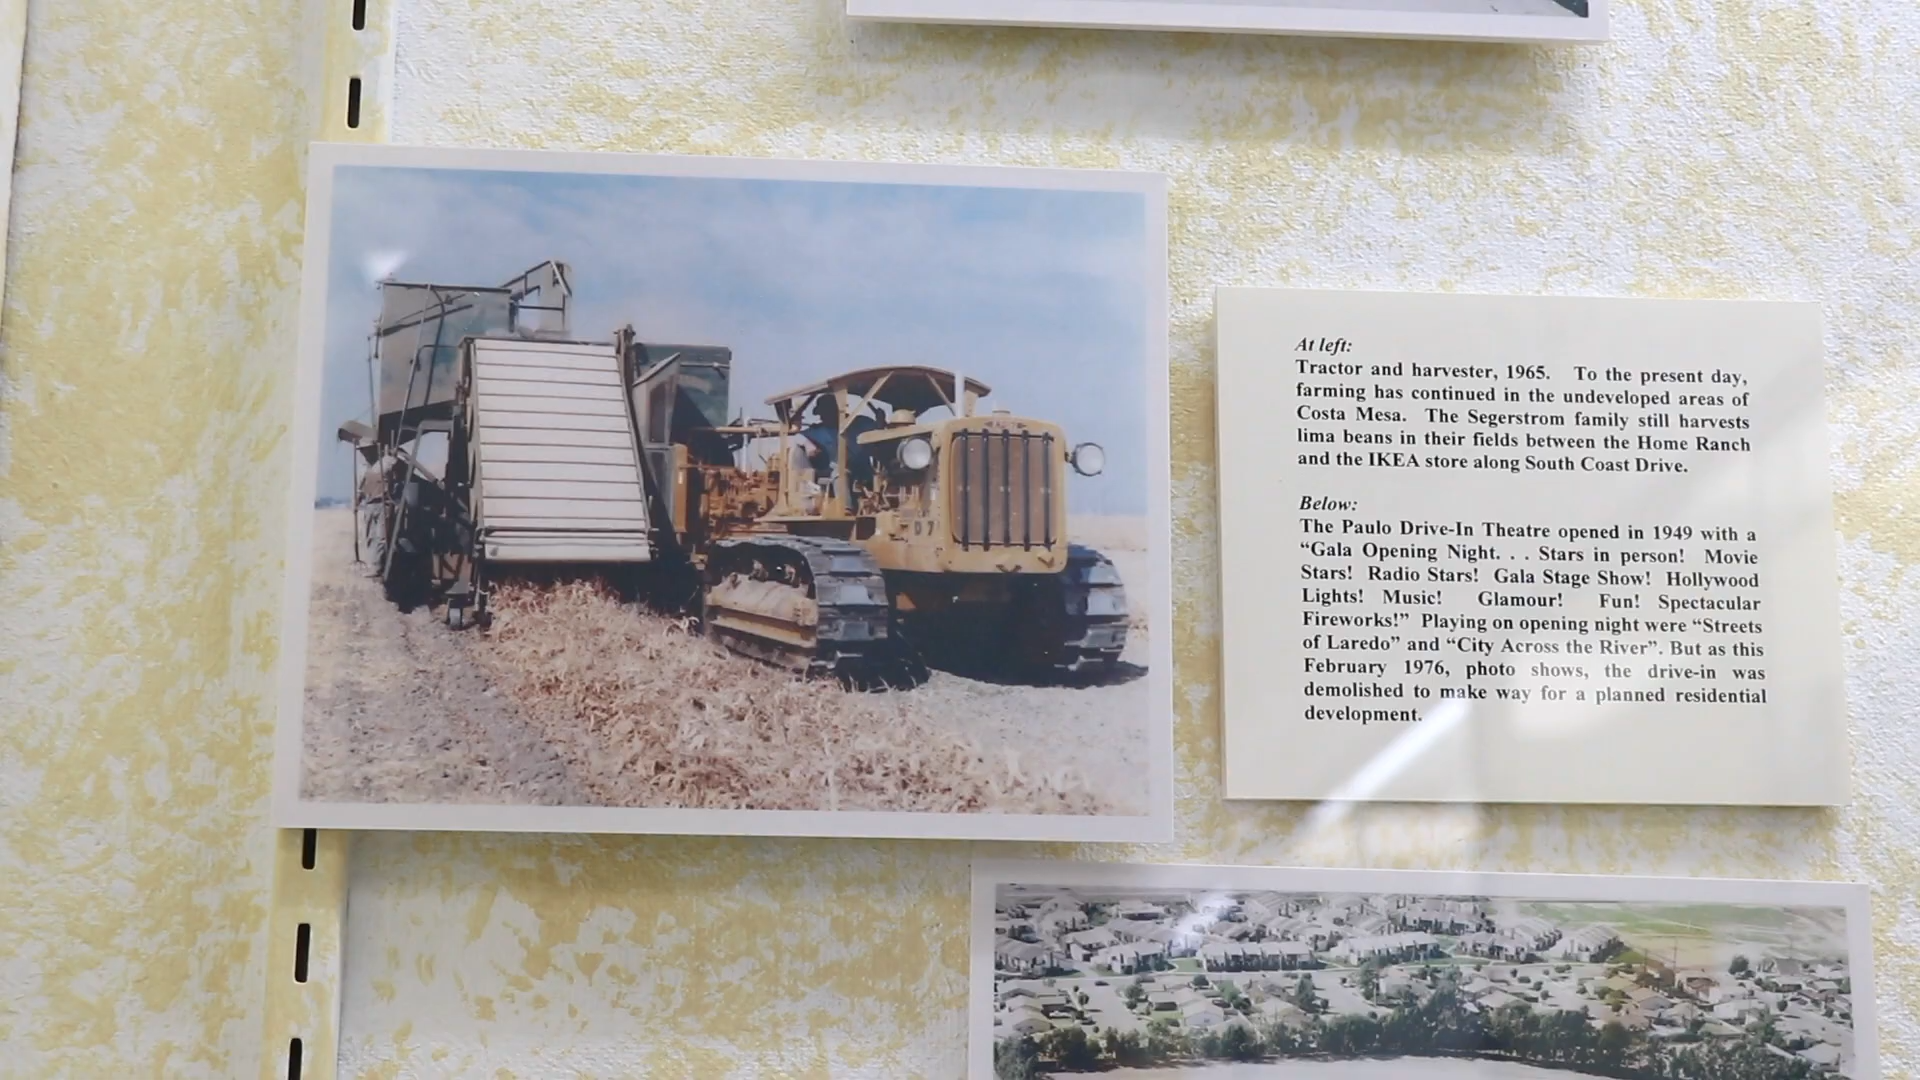 D7
At left:
Tractor and harvester, 1965. To the present day,
farming has continued in the undeveloped areas of
Costa Mesa. The Segerstrom family still harvests
lima beans in their fields between the Home Ranch
and the IKEA store along South Coast Drive.
Below:
The Paulo Drive-In Theatre opened in 1949 with a
“Gala Opening Night. . . Stars in person! Movie
Stars! Radio Stars! Gala Stage Show! Hollywood
Lights! Music! Glamour! Fun! Spectacular
Fireworks!” Playing on opening night were “Streets
of Laredo” and “City Across the River”. But as this
February 1976, photo shows, the drive-in was
demolished to make way for a planned residential
development.